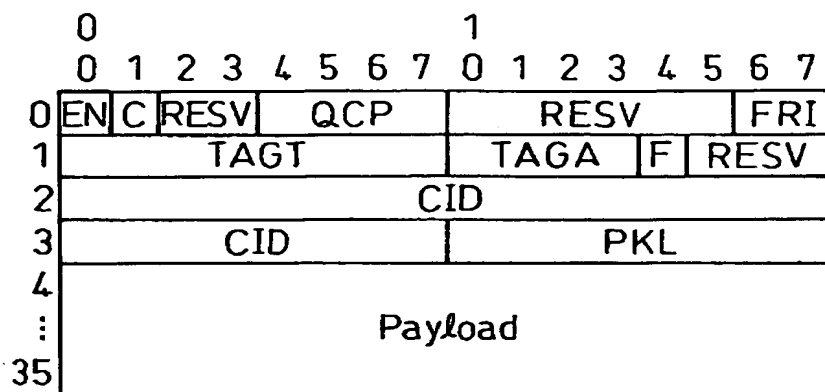 0 1
0 1 2 3 4 5 6 7 0 1 2 3 4 5 6 7
0 EN C RESV QCP RESV FRI
1 TAGT TAGA F RESV
2 CID
3 CID PKL
4
⋮ Payload
35